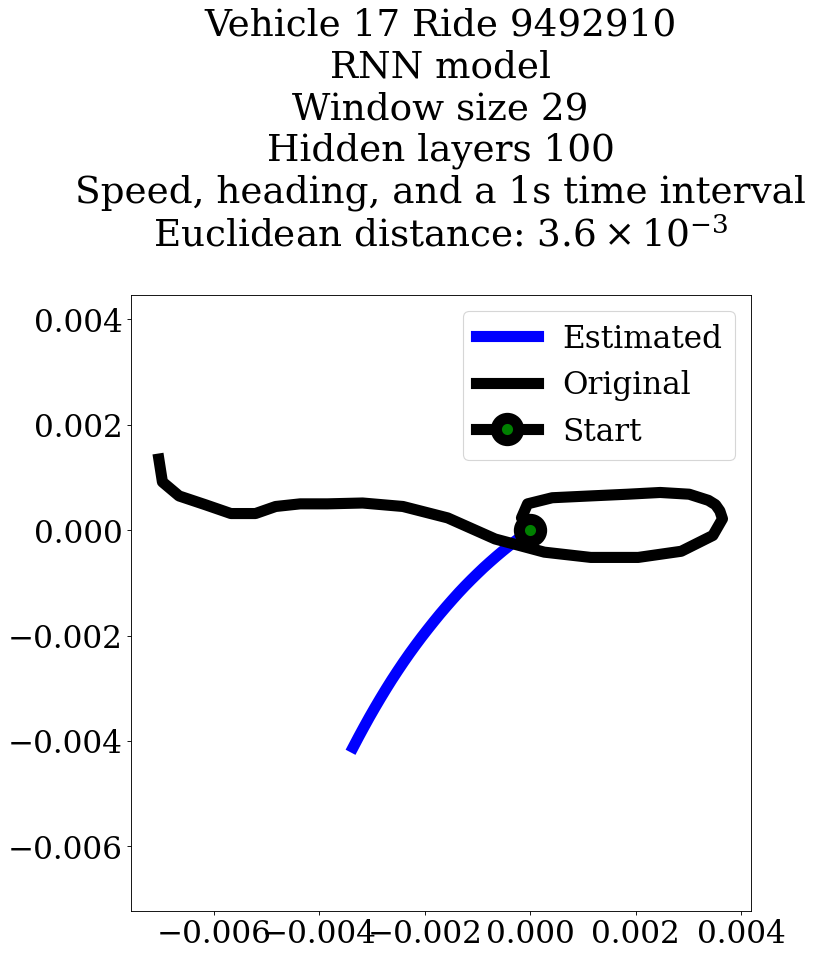 Vehicle 17 Ride 9492910
RNN model
Window size 29
Hidden layers 100
Speed, heading, and a 1s time interval
Euclidean distance: 3.6 × 10⁻³
Estimated
Original
Start
0.004
0.002
0.000
−0.002
−0.004
−0.006
−0.006 −0.004 −0.002 0.000 0.002 0.004